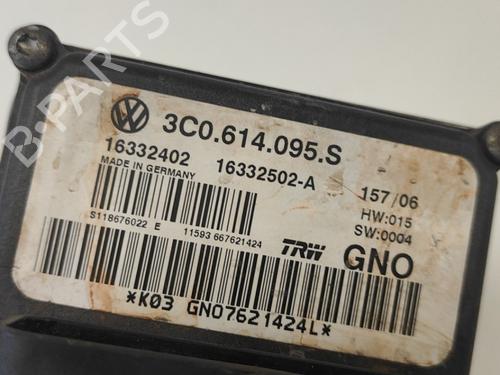 B-PARTS
3C0.614.095.S
16332402 16332502-A
MADE IN GERMANY
157/06
HW:015
SW:0004
S118676022 E 11593 667621424
TRW GNO
*K03 GNO7621424L*